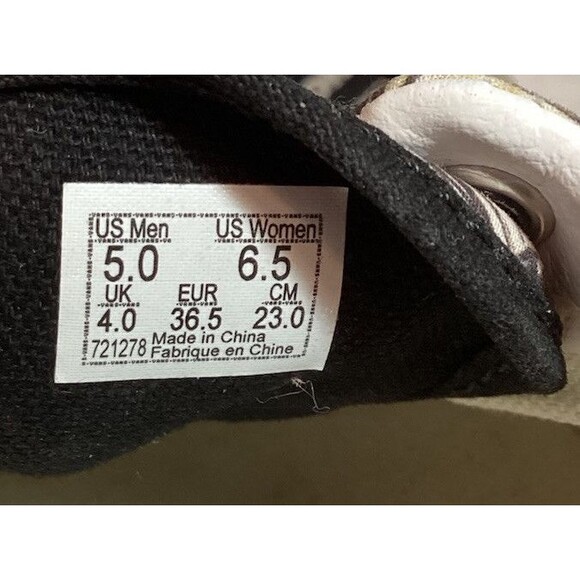 US Men US Women
5.0 6.5
UK EUR CM
4.0 36.5 23.0
721278 Made in China
Fabrique en Chine